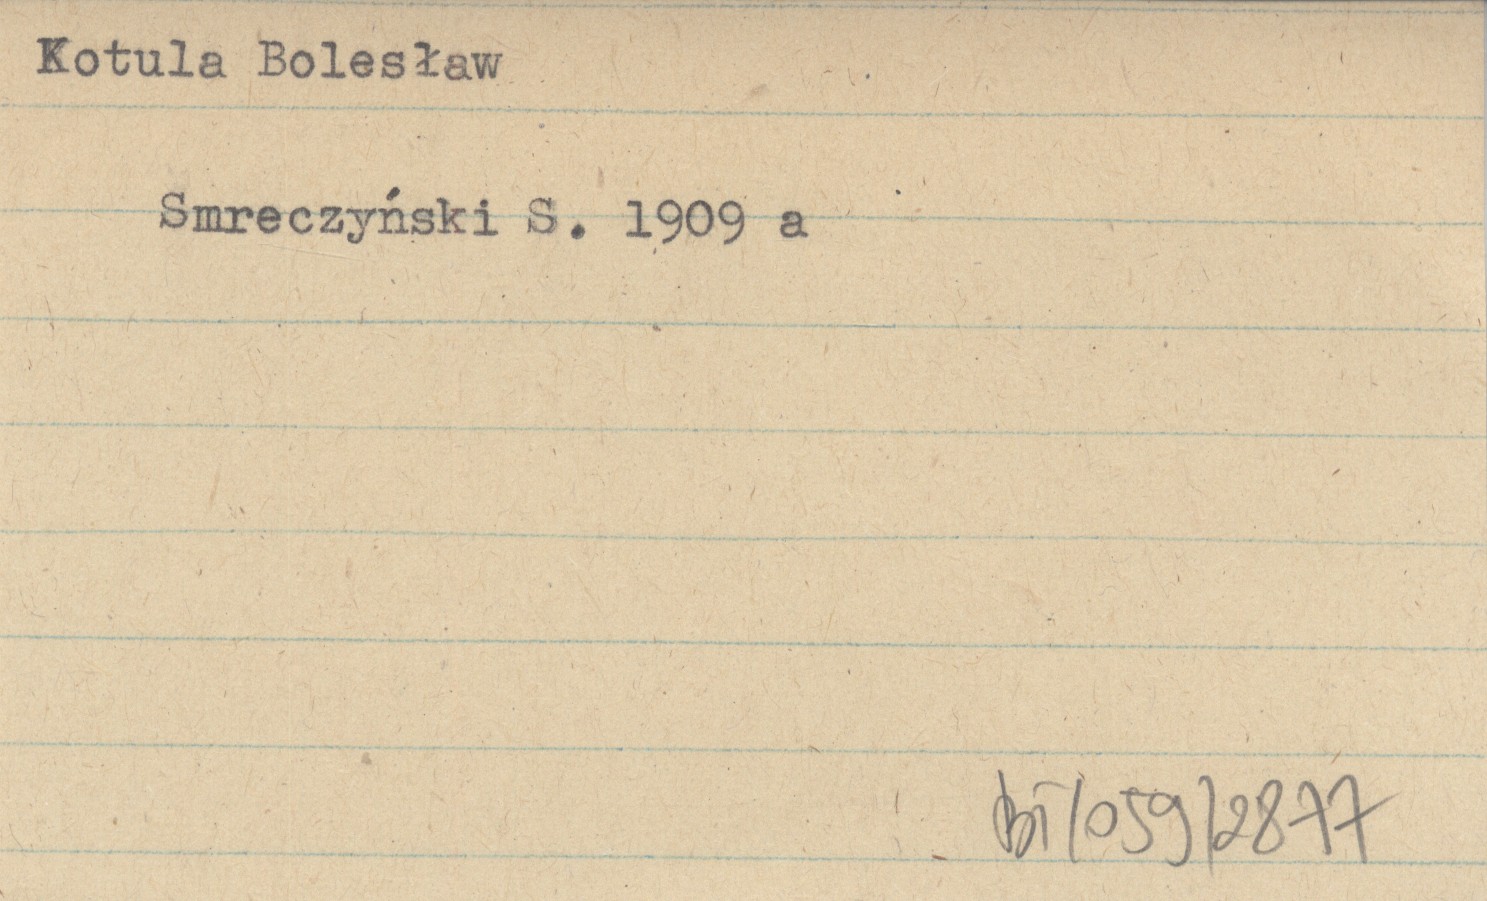 Kotula Bolesław
Smreczyński S. 1909 a
bi/059/2877